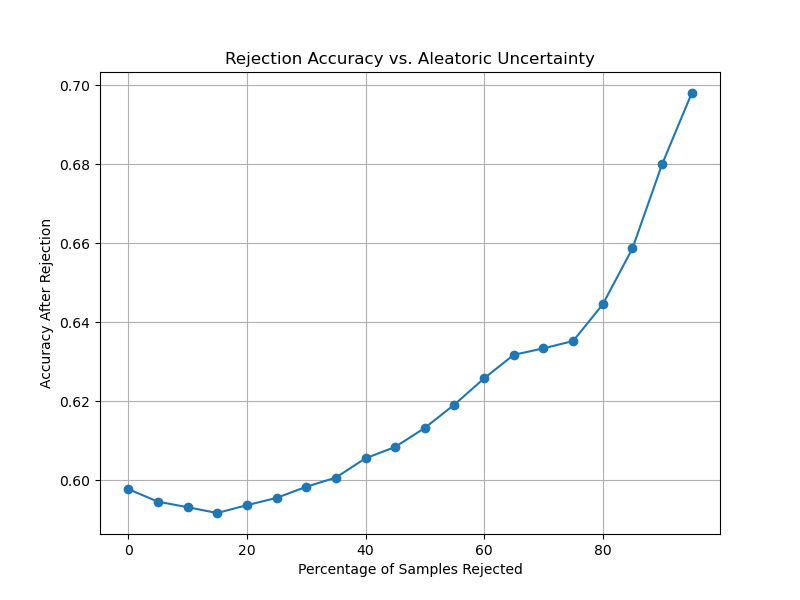 Rejection Accuracy vs. Aleatoric Uncertainty
Accuracy After Rejection
0.70
0.68
0.66
0.64
0.62
0.60
0 20 40 60 80
Percentage of Samples Rejected